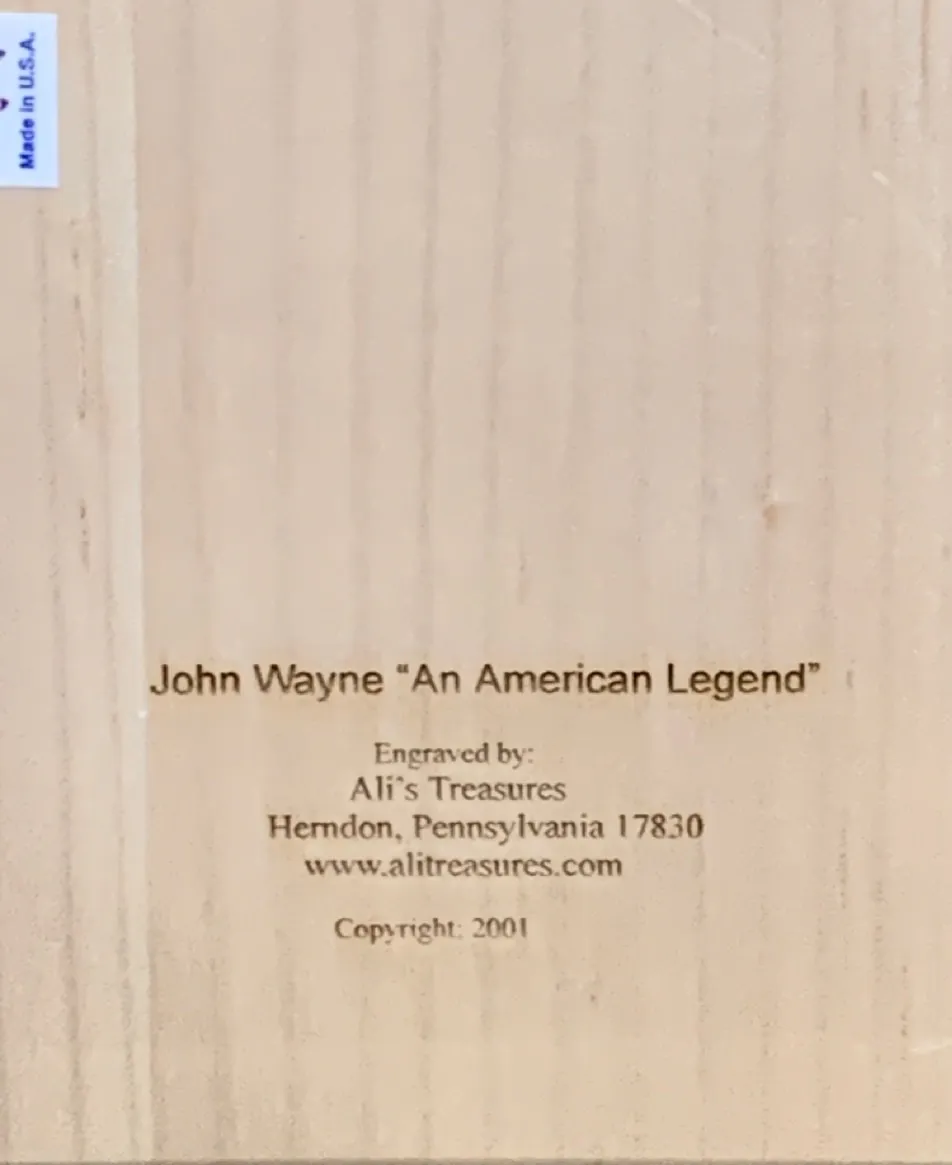 Made in U.S.A.
John Wayne “An American Legend”
Engraved by:
Ali's Treasures
Herndon, Pennsylvania 17830
www.alitreasures.com
Copyright: 2001